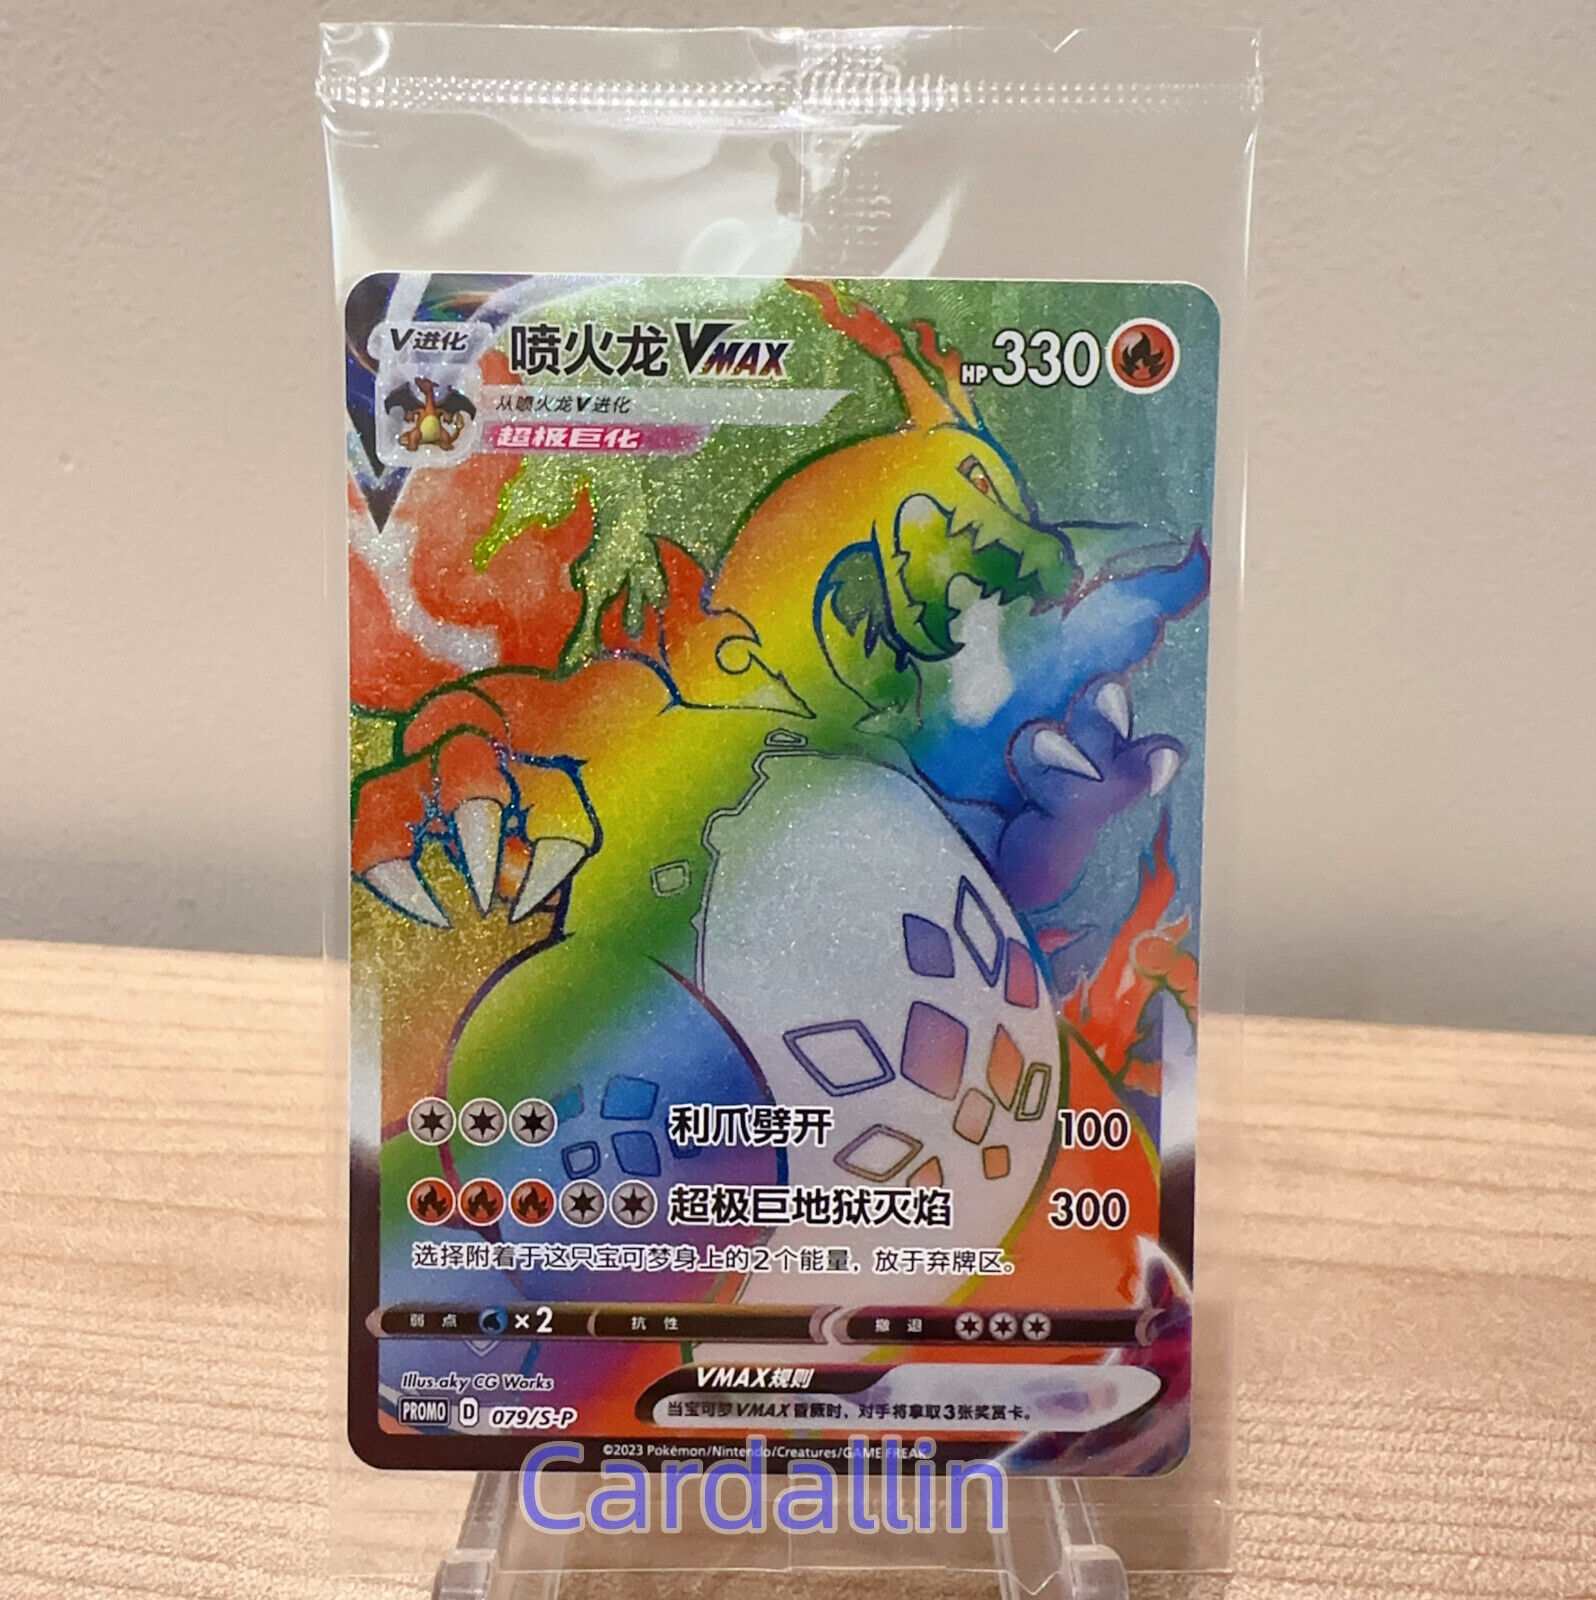 V进化
喷火龙VMAX
HP330
从喷火龙V进化
超极巨化
利爪劈开 100
超极巨地狱灭焰 300
选择附着于这只宝可梦身上的2个能量，放于弃牌区。
弱点 ×2 抗性 撤退
Illus.aky CG Works
VMAX规则
当宝可梦VMAX昏厥时，对手将拿取3张奖赏卡。
PROMO D 079/S-P
©2023 Pokémon/Nintendo/Creatures/GAME FREAK
Cardallin